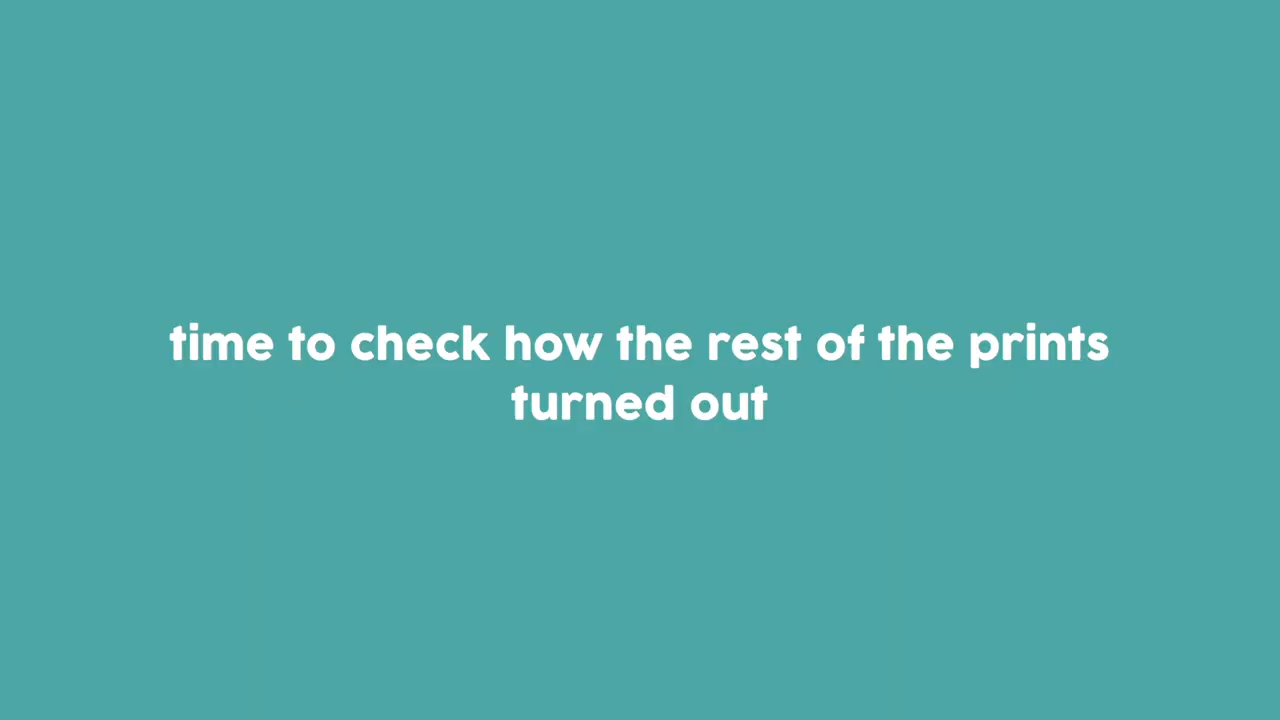 time to check how the rest of the prints
turned out